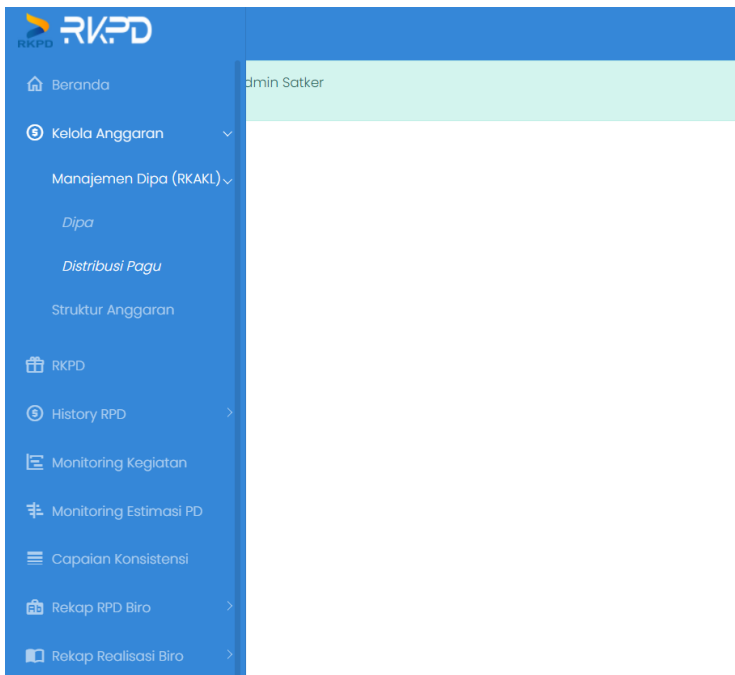 RKPD
RKPD
Beranda
dmin Satker
Kelola Anggaran
Manajemen Dipa (RKAKL)
Dipa
Distribusi Pagu
Struktur Anggaran
RKPD
History RPD
Monitoring Kegiatan
Monitoring Estimasi PD
Capaian Konsistensi
Rekap RPD Biro
Rekap Realisasi Biro